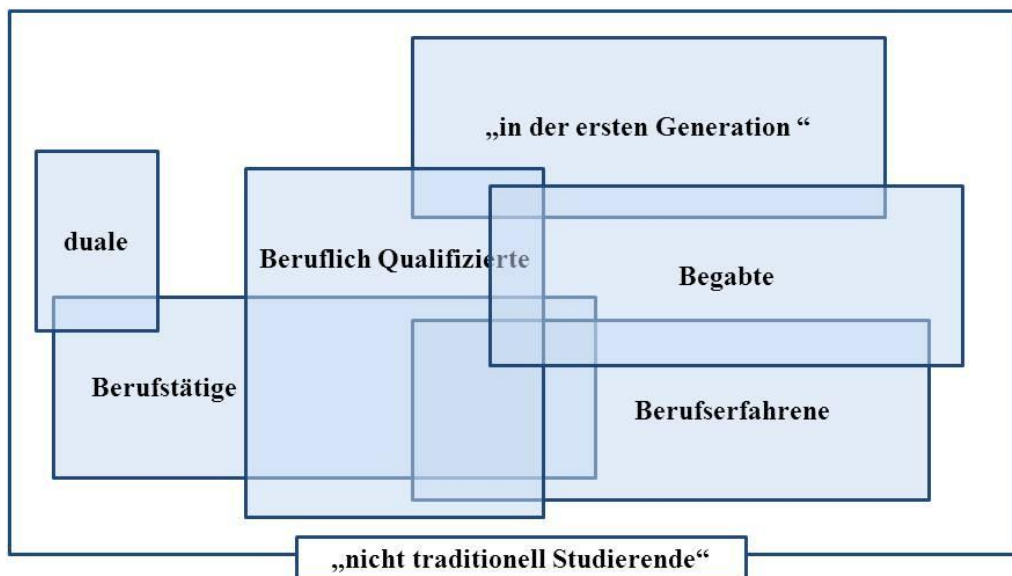 „in der ersten Generation “
duale
Beruflich Qualifizierte
Begabte
Berufstätige
Berufserfahrene
„nicht traditionell Studierende“